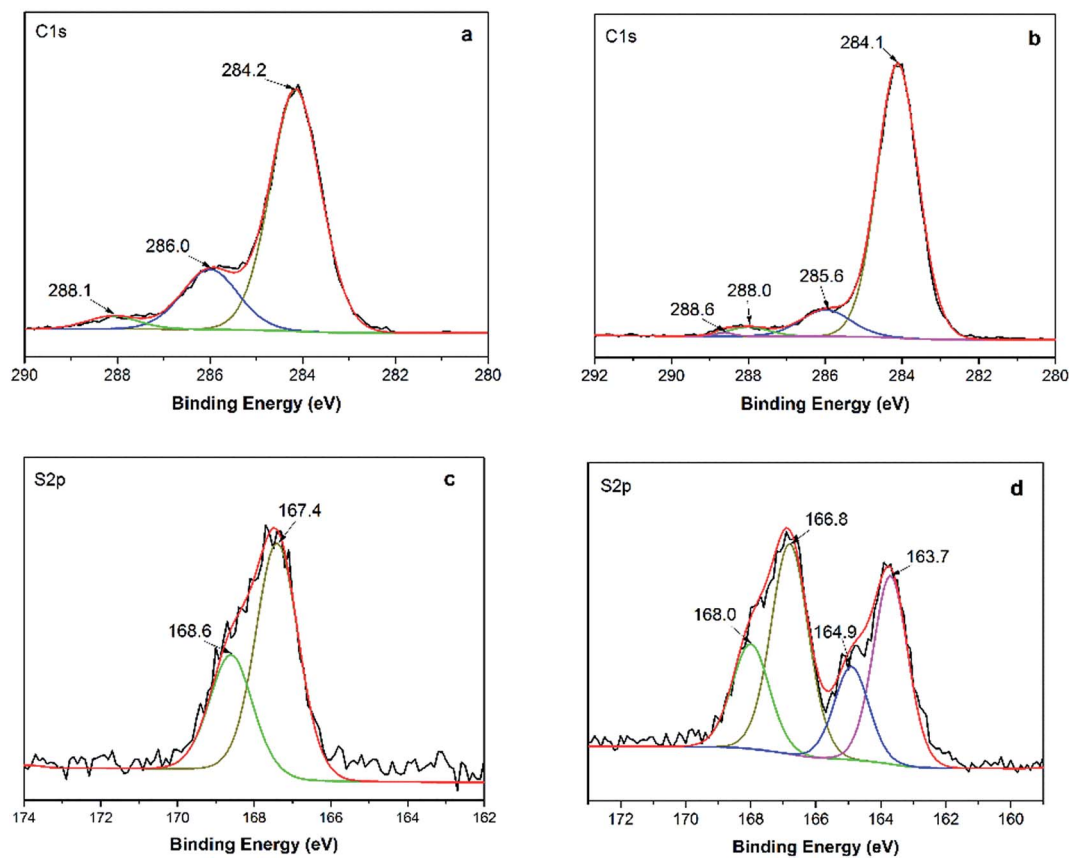 C1s
a
284.2
286.0
288.1
290 288 286 284 282 280
Binding Energy (eV)
C1s
b
284.1
288.6
288.0
285.6
292 290 288 286 284 282 280
Binding Energy (eV)
S2p
c
167.4
168.6
174 172 170 168 166 164 162
Binding Energy (eV)
S2p
d
166.8
163.7
168.0
164.9
172 170 168 166 164 162 160
Binding Energy (eV)